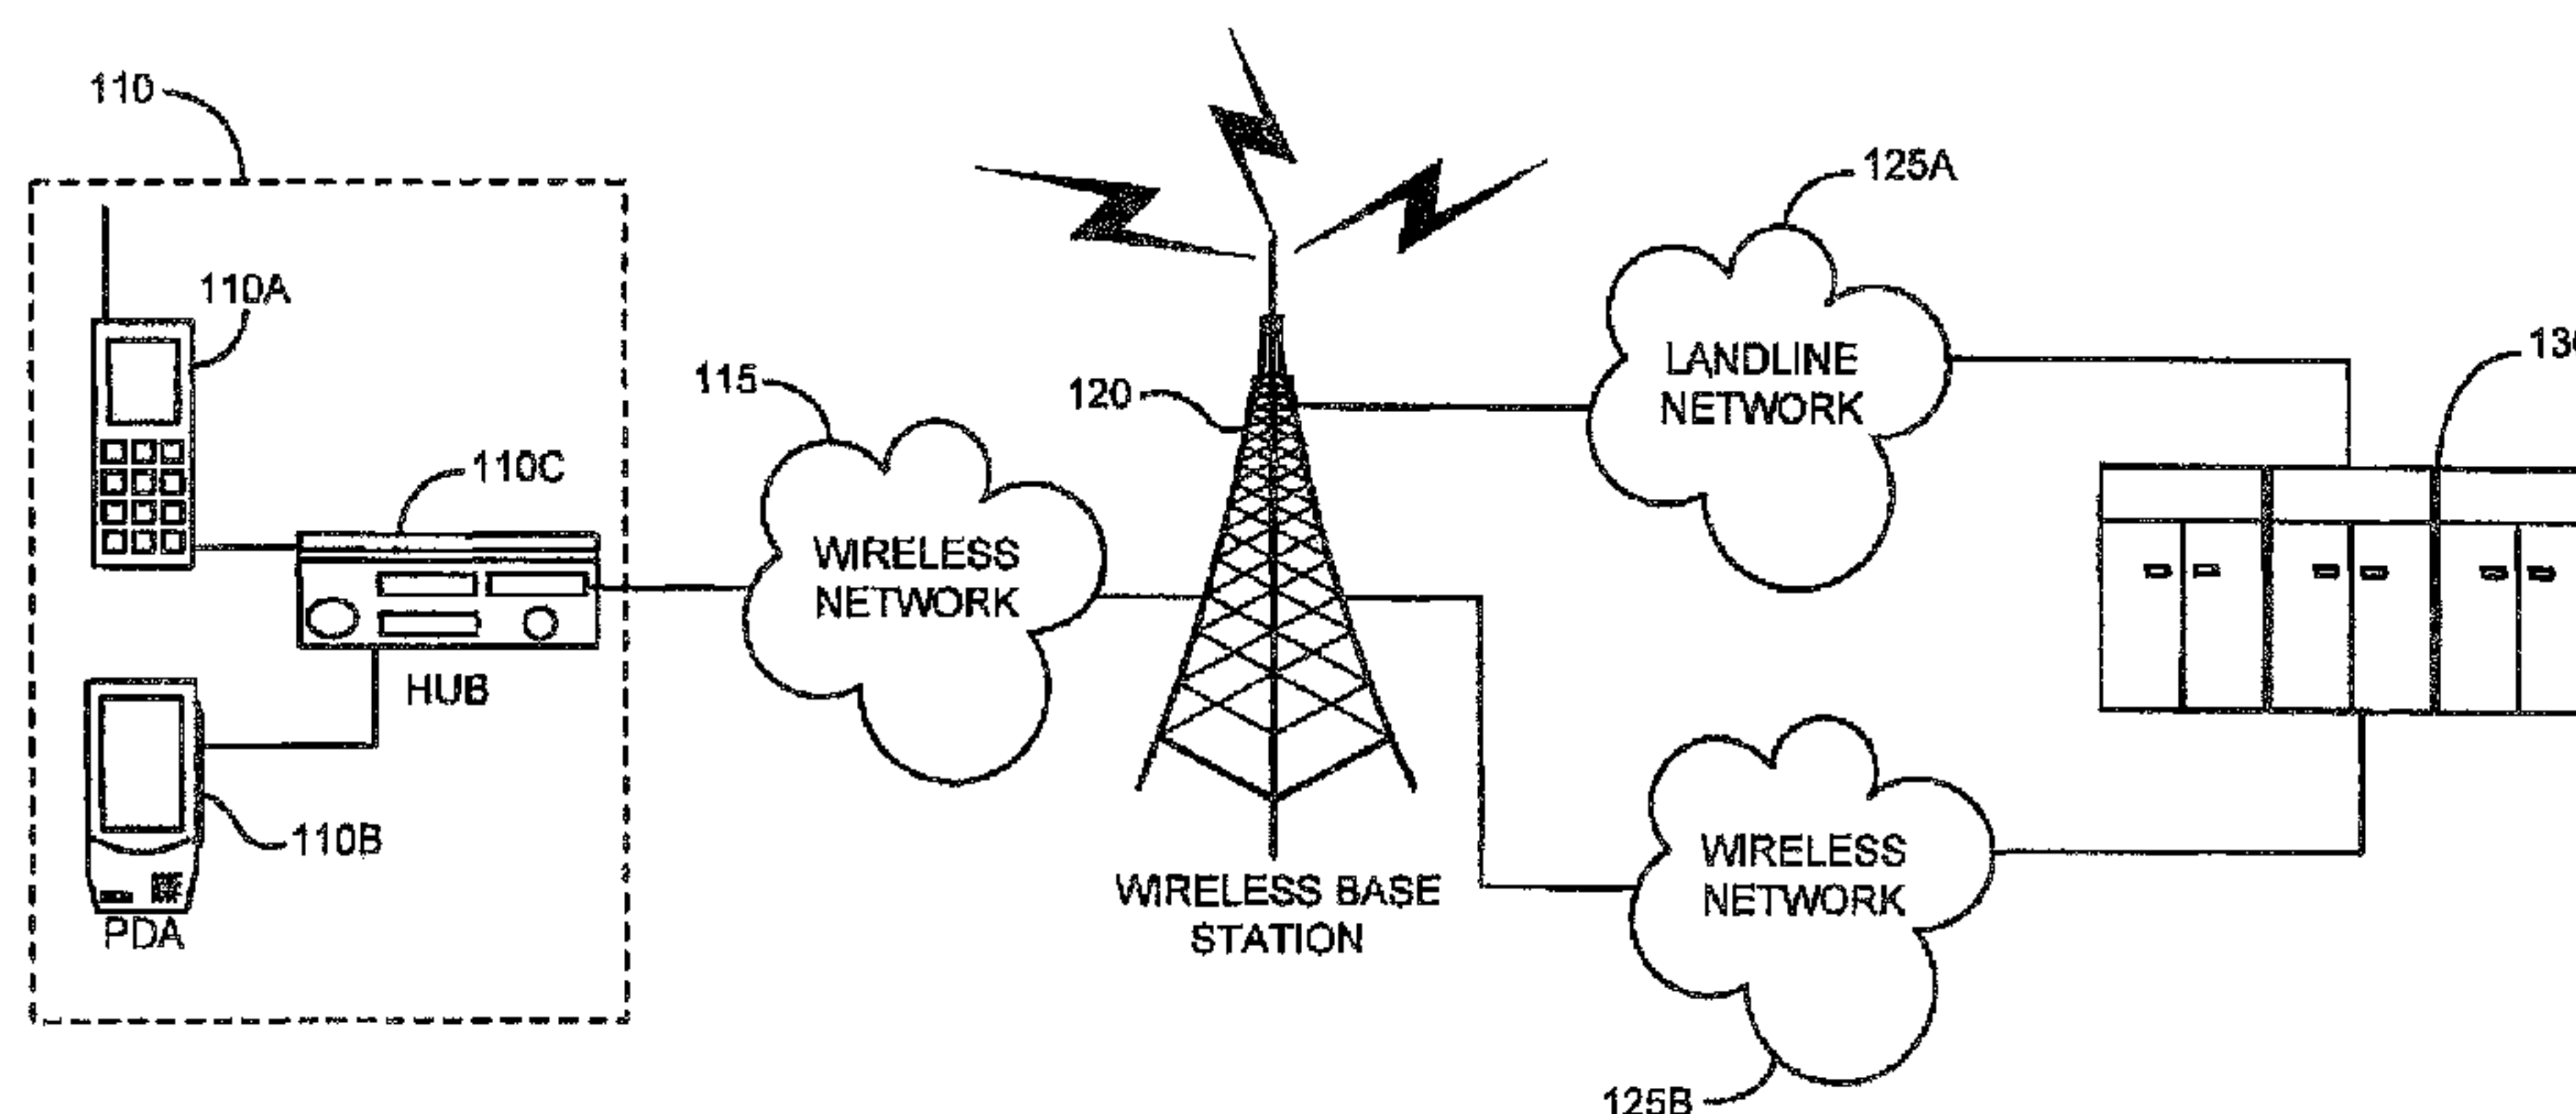 110
110A
125A
115
120
LANDLINE
NETWORK
110C
WIRELESS
NETWORK
HUB
110B
PDA
WIRELESS BASE
STATION
WIRELESS
NETWORK
125B